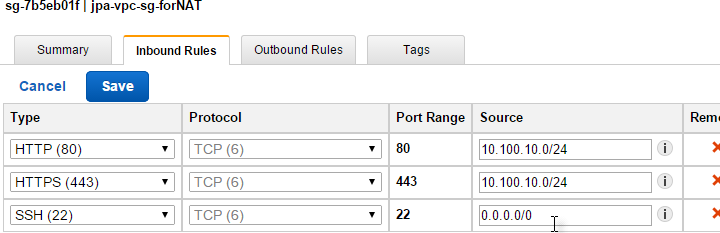 sg-7b5eb01f | jpa-vpc-sg-forNAT
Summary Inbound Rules Outbound Rules Tags
Cancel Save
Type Protocol Port Range Source Remo
HTTP (80) TCP (6) 80 10.100.10.0/24
HTTPS (443) TCP (6) 443 10.100.10.0/24
SSH (22) TCP (6) 22 0.0.0.0/0